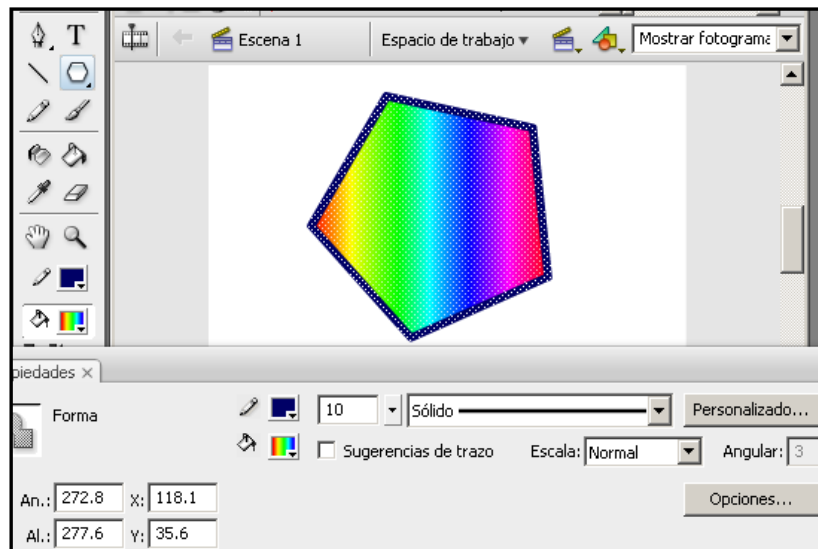 T
Escena 1 Espacio de trabajo Mostrar fotograma
piedades ×
Forma 10 Sólido Personalizado...
Sugerencias de trazo Escala: Normal Angular: 3
An.: 272.8 X: 118.1 Opciones...
Al.: 277.6 Y: 35.6